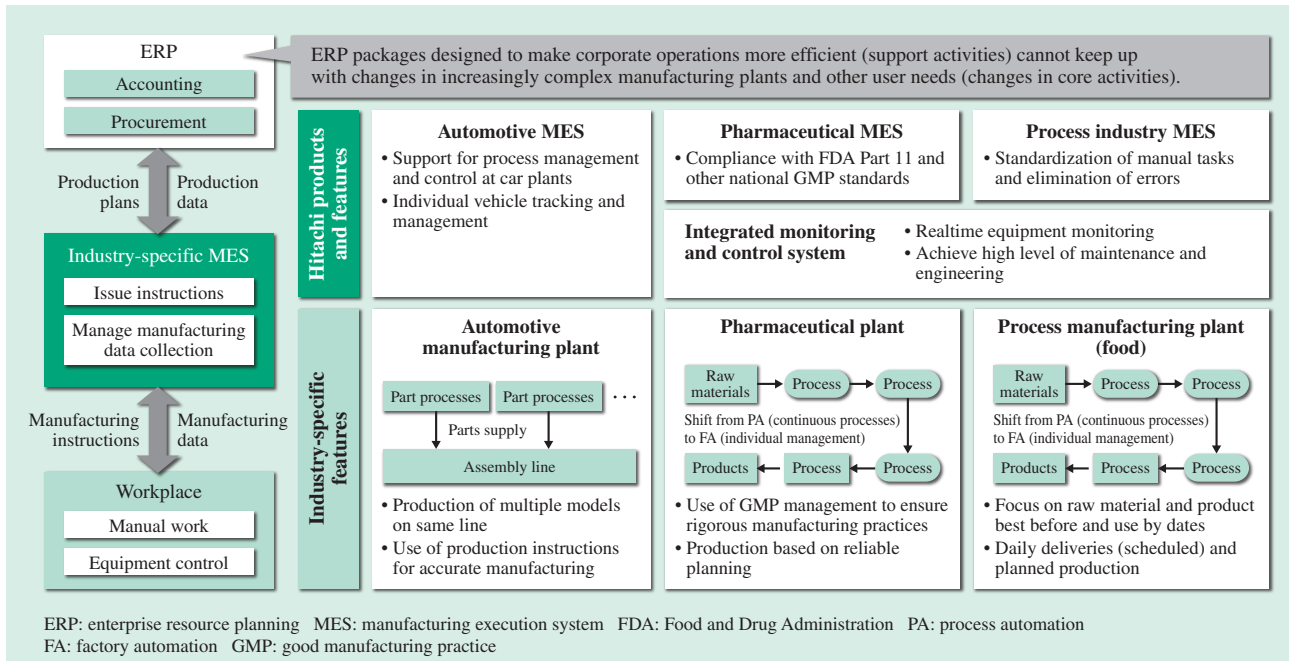 ERP
Accounting
Procurement
ERP packages designed to make corporate operations more efficient (support activities) cannot keep up
with changes in increasingly complex manufacturing plants and other user needs (changes in core activities).
Production
plans
Production
data
Industry-specific MES
Issue instructions
Manage manufacturing
data collection
Manufacturing
instructions
Manufacturing
data
Workplace
Manual work
Equipment control
Hitachi products
and features
Automotive MES
• Support for process management
and control at car plants
• Individual vehicle tracking and
management
Pharmaceutical MES
• Compliance with FDA Part 11 and
other national GMP standards
Process industry MES
• Standardization of manual tasks
and elimination of errors
Integrated monitoring
and control system
• Realtime equipment monitoring
• Achieve high level of maintenance and
engineering
Industry-specific
features
Automotive
manufacturing plant
Part processes
Part processes
...
Parts supply
Assembly line
• Production of multiple models
on same line
• Use of production instructions
for accurate manufacturing
Pharmaceutical plant
Raw
materials
Process
Process
Shift from PA (continuous processes)
to FA (individual management)
Products
Process
Process
• Use of GMP management to ensure
rigorous manufacturing practices
• Production based on reliable
planning
Process manufacturing plant
(food)
Raw
materials
Process
Process
Shift from PA (continuous processes)
to FA (individual management)
Products
Process
Process
• Focus on raw material and product
best before and use by dates
• Daily deliveries (scheduled) and
planned production
ERP: enterprise resource planning MES: manufacturing execution system FDA: Food and Drug Administration PA: process automation
FA: factory automation GMP: good manufacturing practice